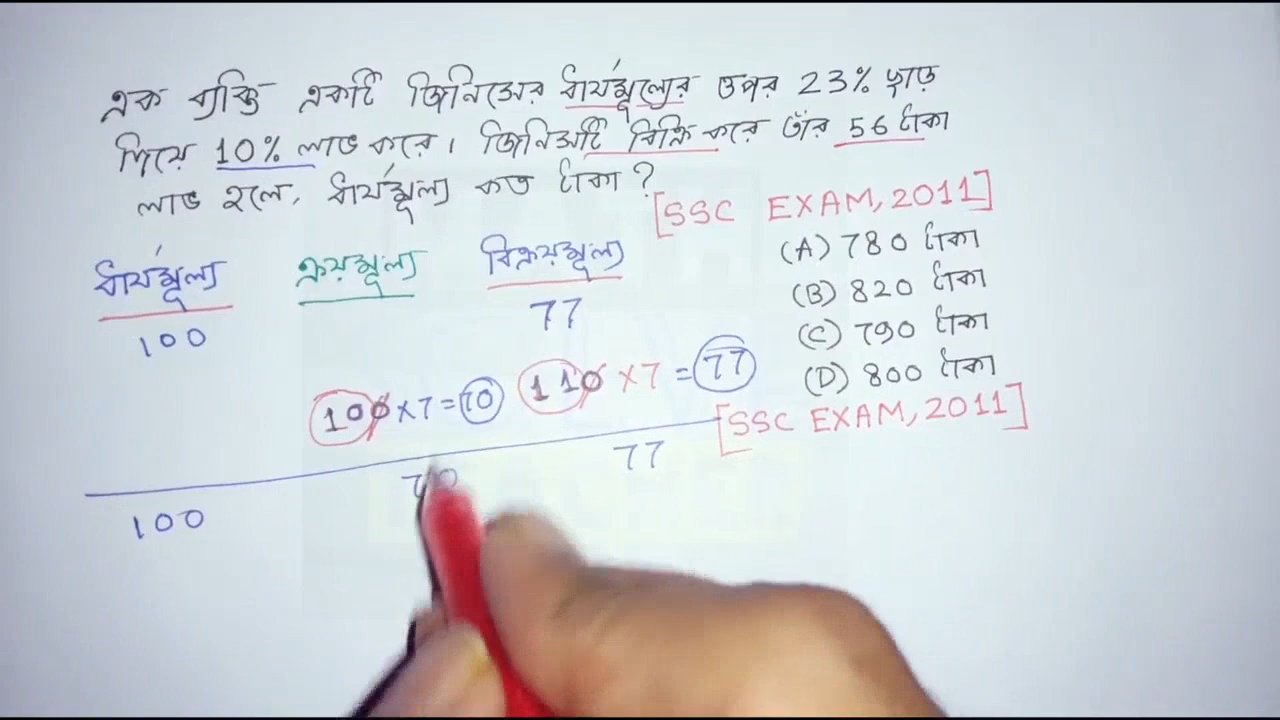 এক ব্যক্তি একটি জিনিসের ধার্যমূল্যের ওপর 23% ছাড়
দিয়ে 10% লাভ করে। জিনিসটি বিক্রি করে তাঁর 56 টাকা
লাভ হলে, ধার্যমূল্য কত টাকা?
[SSC EXAM, 2011]
ধার্যমূল্য ক্রয়মূল্য বিক্রয়মূল্য
100 77
(A) 780 টাকা
(B) 820 টাকা
(C) 790 টাকা
(D) 800 টাকা
[SSC EXAM, 2011]
100 × 7 = 70 110 × 7 = 77
100 70 77